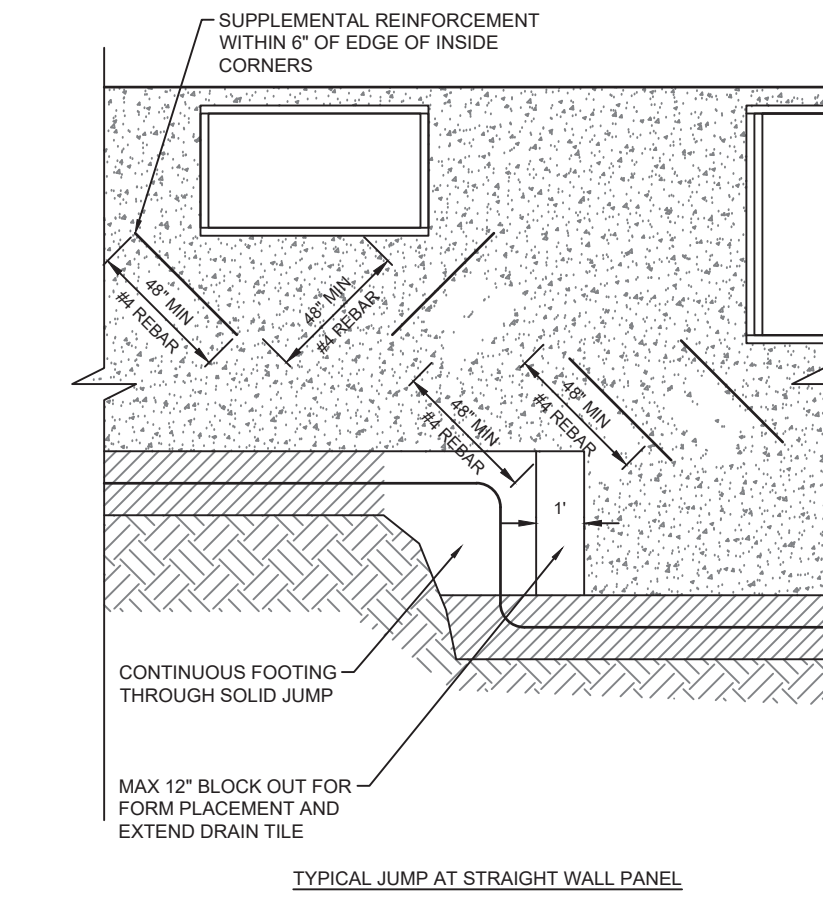 SUPPLEMENTAL REINFORCEMENT
WITHIN 6" OF EDGE OF INSIDE
CORNERS
48" MIN
#4 REBAR
48" MIN
#4 REBAR
48" MIN
#4 REBAR
48" MIN
#4 REBAR
1'
CONTINUOUS FOOTING
THROUGH SOLID JUMP
MAX 12" BLOCK OUT FOR
FORM PLACEMENT AND
EXTEND DRAIN TILE
TYPICAL JUMP AT STRAIGHT WALL PANEL